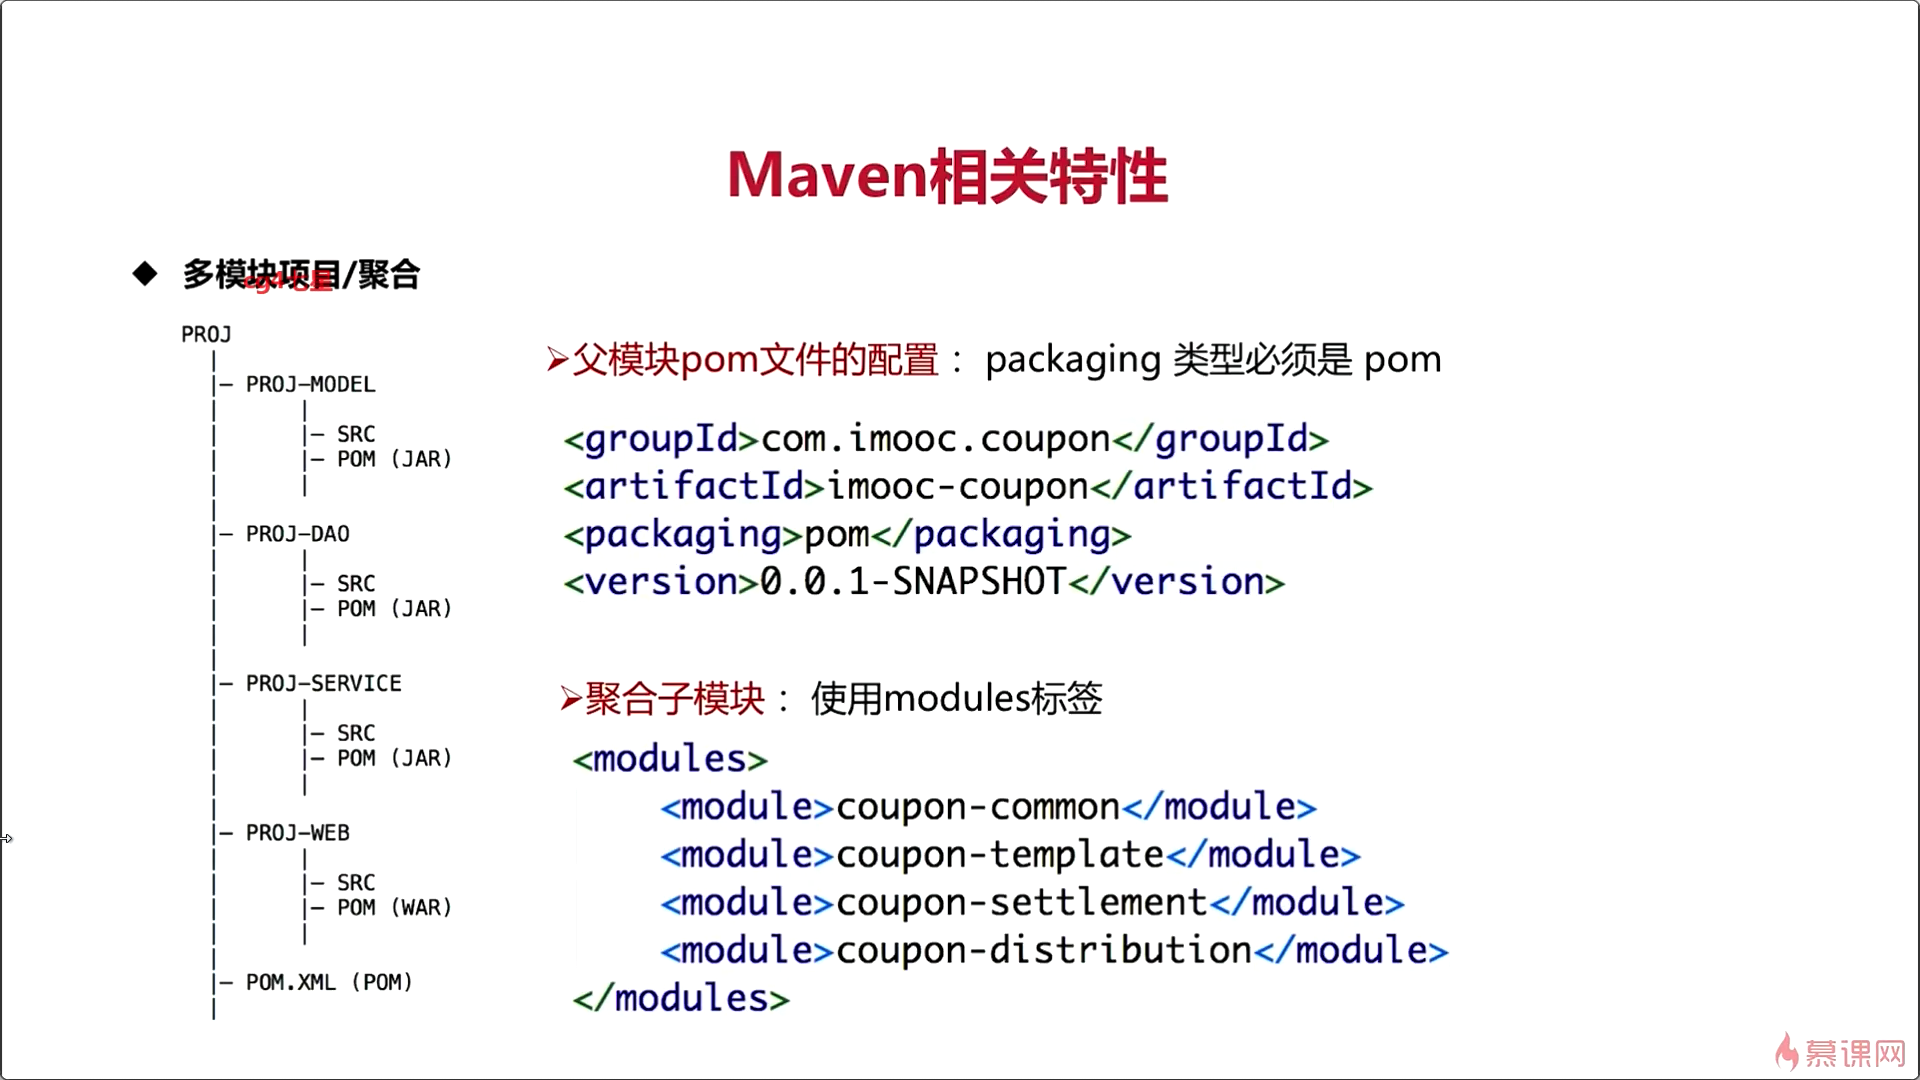 Maven相关特性
多模块项目/聚合
PROJ
PROJ-MODEL
SRC
POM (JAR)
PROJ-DAO
SRC
POM (JAR)
PROJ-SERVICE
SRC
POM (JAR)
PROJ-WEB
SRC
POM (WAR)
POM.XML (POM)
父模块pom文件的配置： packaging 类型必须是 pom
<groupId>com.imooc.coupon</groupId>
<artifactId>imooc-coupon</artifactId>
<packaging>pom</packaging>
<version>0.0.1-SNAPSHOT</version>
聚合子模块： 使用modules标签
<modules>
<module>coupon-common</module>
<module>coupon-template</module>
<module>coupon-settlement</module>
<module>coupon-distribution</module>
</modules>
慕课网